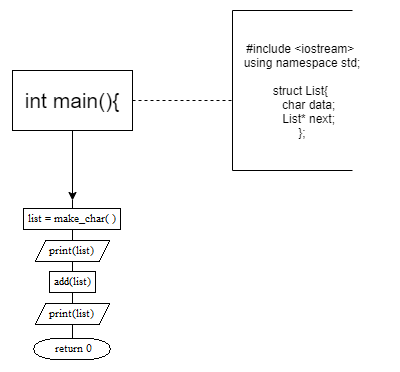 #include <iostream>
using namespace std;
struct List{
char data;
List* next;
};
int main(){
list = make_char( )
print(list)
add(list)
print(list)
return 0